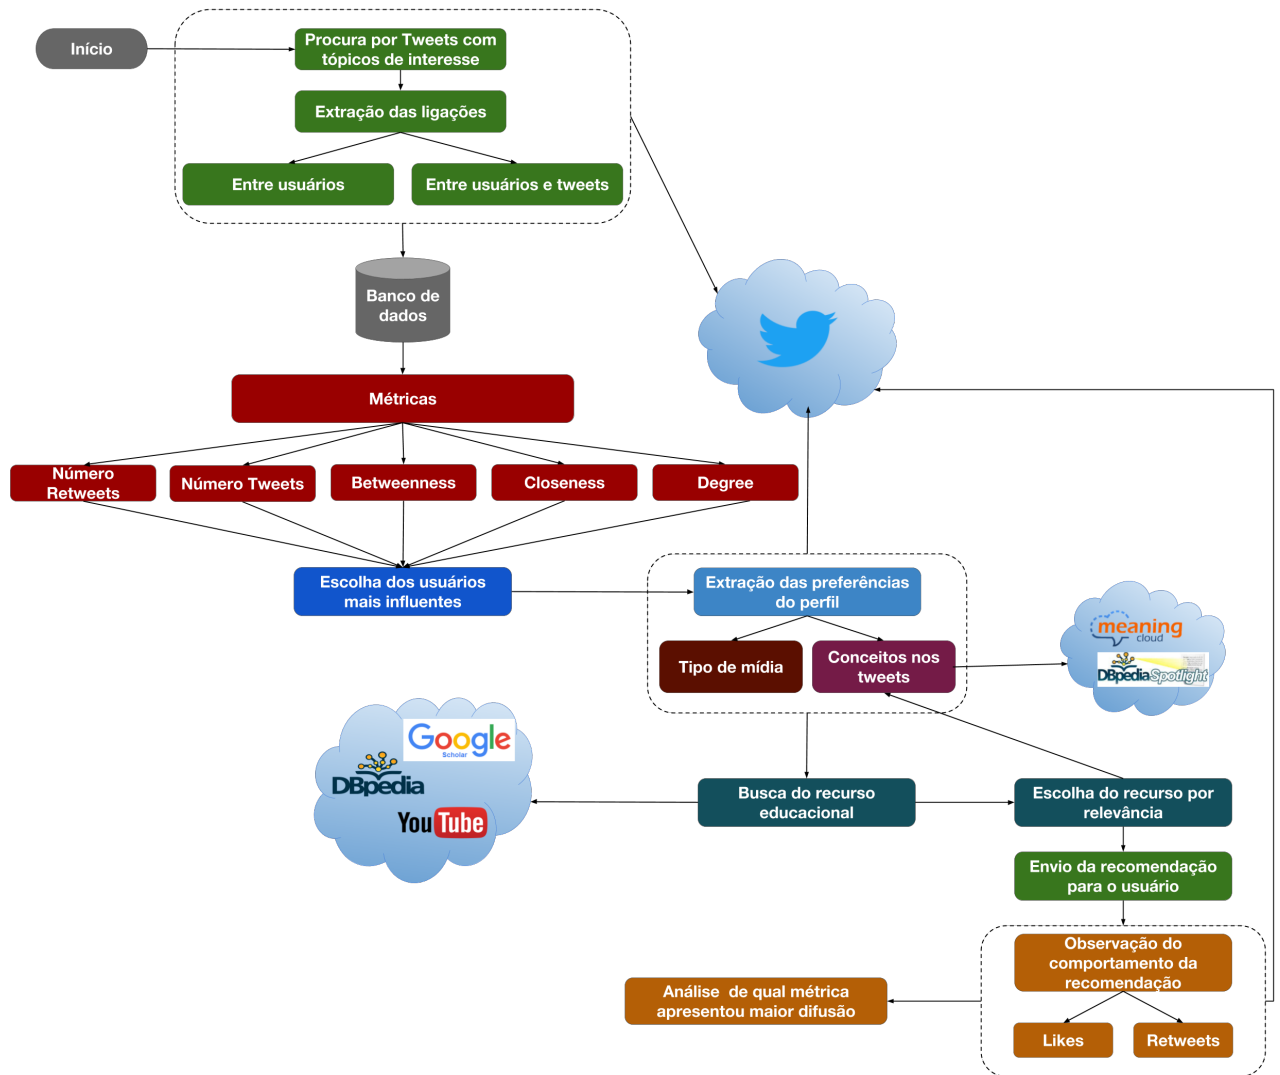 Início
Procura por Tweets com
tópicos de interesse
Extração das ligações
Entre usuários
Entre usuários e tweets
Banco de
dados
Métricas
Número
Retweets
Número Tweets
Betweenness
Closeness
Degree
Escolha dos usuários
mais influentes
Extração das preferências
do perfil
Tipo de mídia
Conceitos nos
tweets
meaning
cloud
DBpedia Spotlight
Google
Scholar
DBpedia
YouTube
Busca do recurso
educacional
Escolha do recurso por
relevância
Envio da recomendação
para o usuário
Observação do
comportamento da
recomendação
Análise de qual métrica
apresentou maior difusão
Likes
Retweets